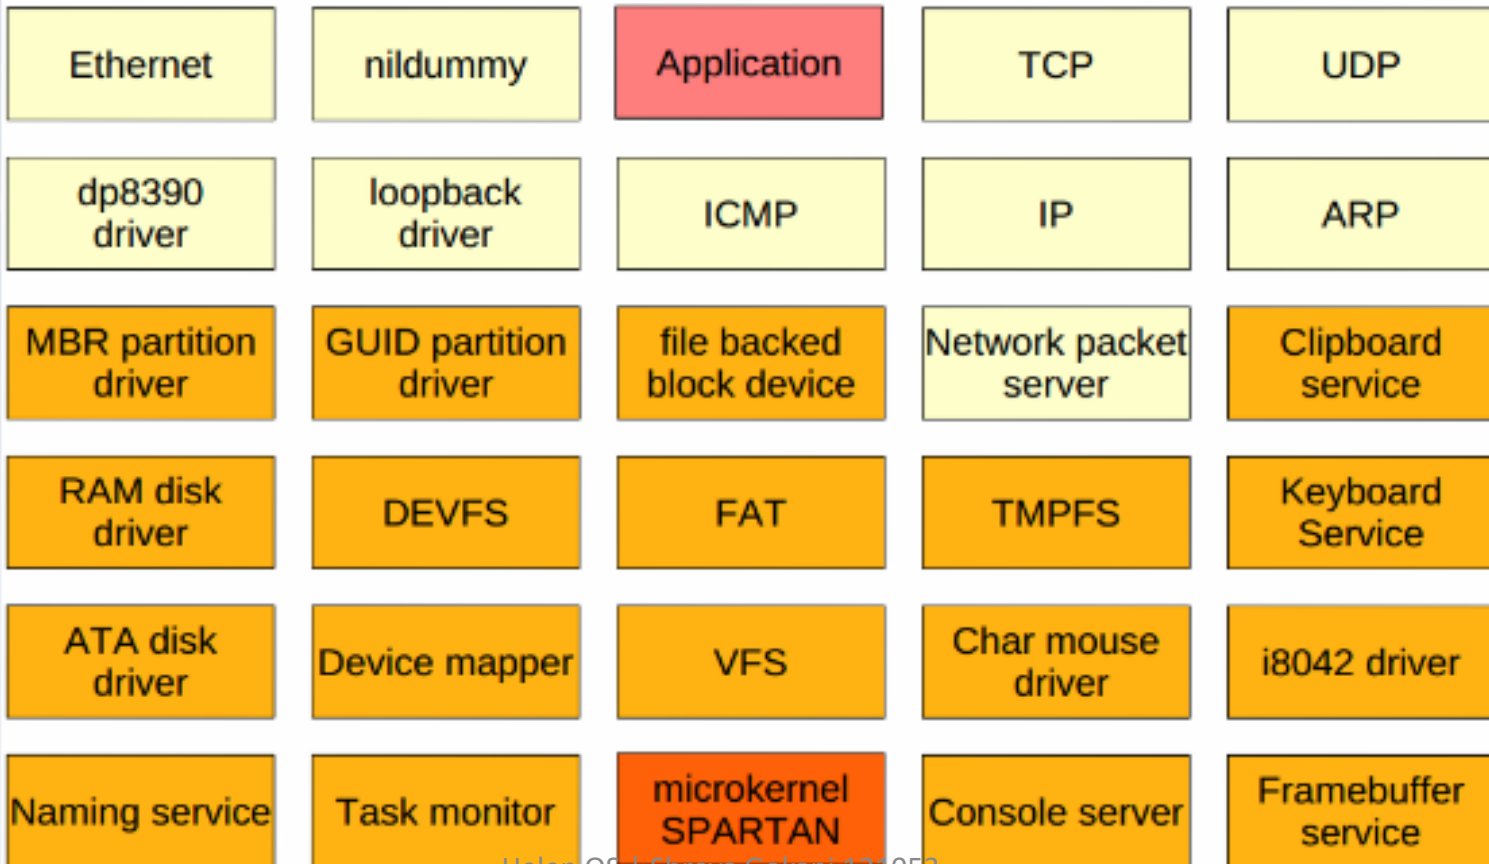 Ethernet
nildummy
Application
TCP
UDP
dp8390
driver
loopback
driver
ICMP
IP
ARP
MBR partition
driver
GUID partition
driver
file backed
block device
Network packet
server
Clipboard
service
RAM disk
driver
DEVFS
FAT
TMPFS
Keyboard
Service
ATA disk
driver
Device mapper
VFS
Char mouse
driver
i8042 driver
Naming service
Task monitor
microkernel
SPARTAN
Console server
Framebuffer
service